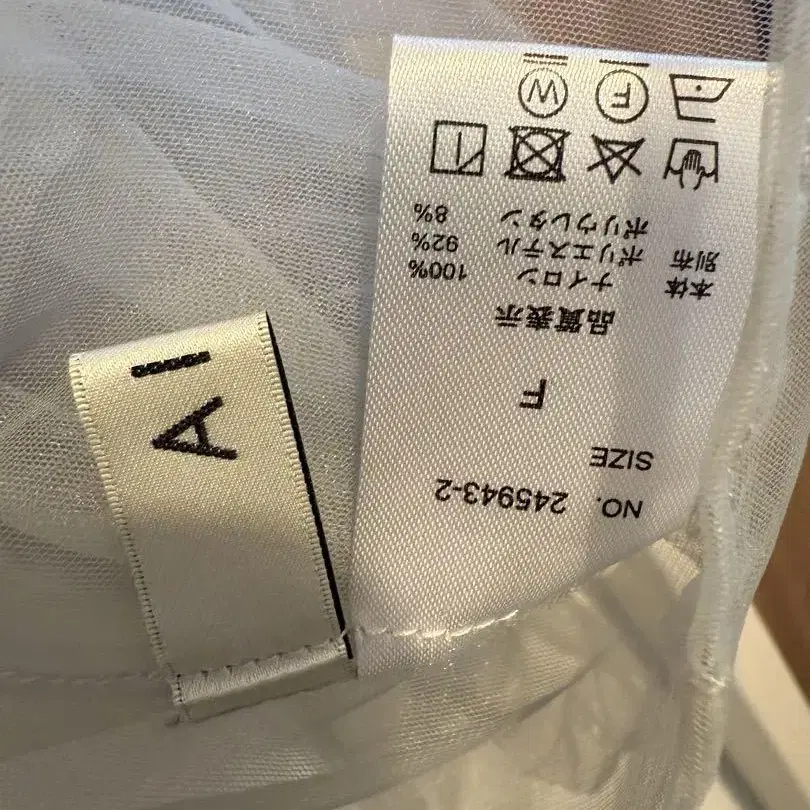 NO. 245943-2
SIZE
F
品質表示
本体 ナイロン 100%
別布 ポリエステル 92%
ポリウレタン 8%
F W
A I